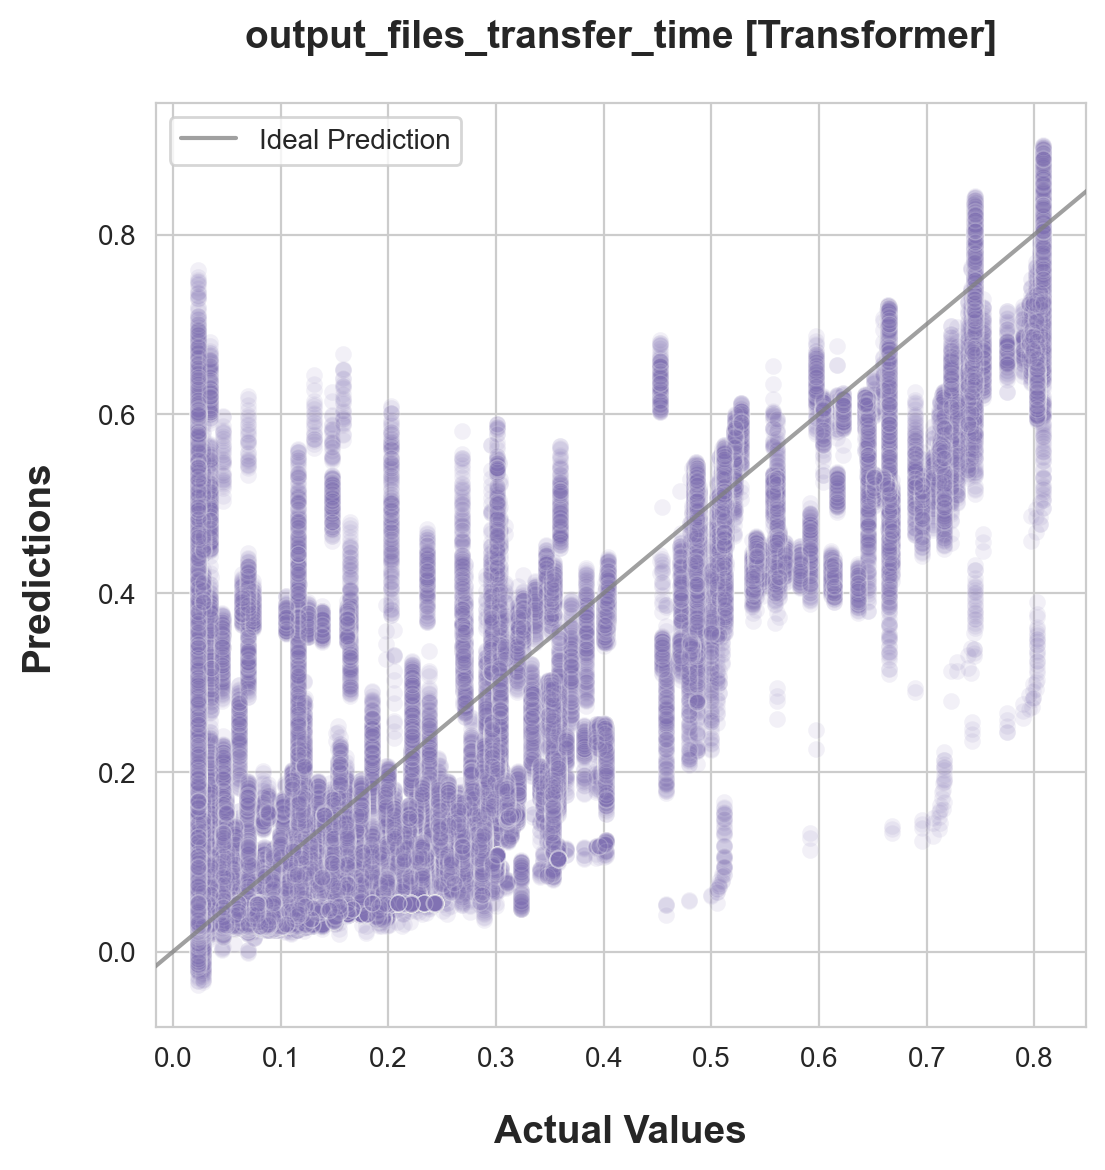 output_files_transfer_time [Transformer]
Ideal Prediction
Predictions
0.8
0.6
0.4
0.2
0.0
0.0 0.1 0.2 0.3 0.4 0.5 0.6 0.7 0.8
Actual Values